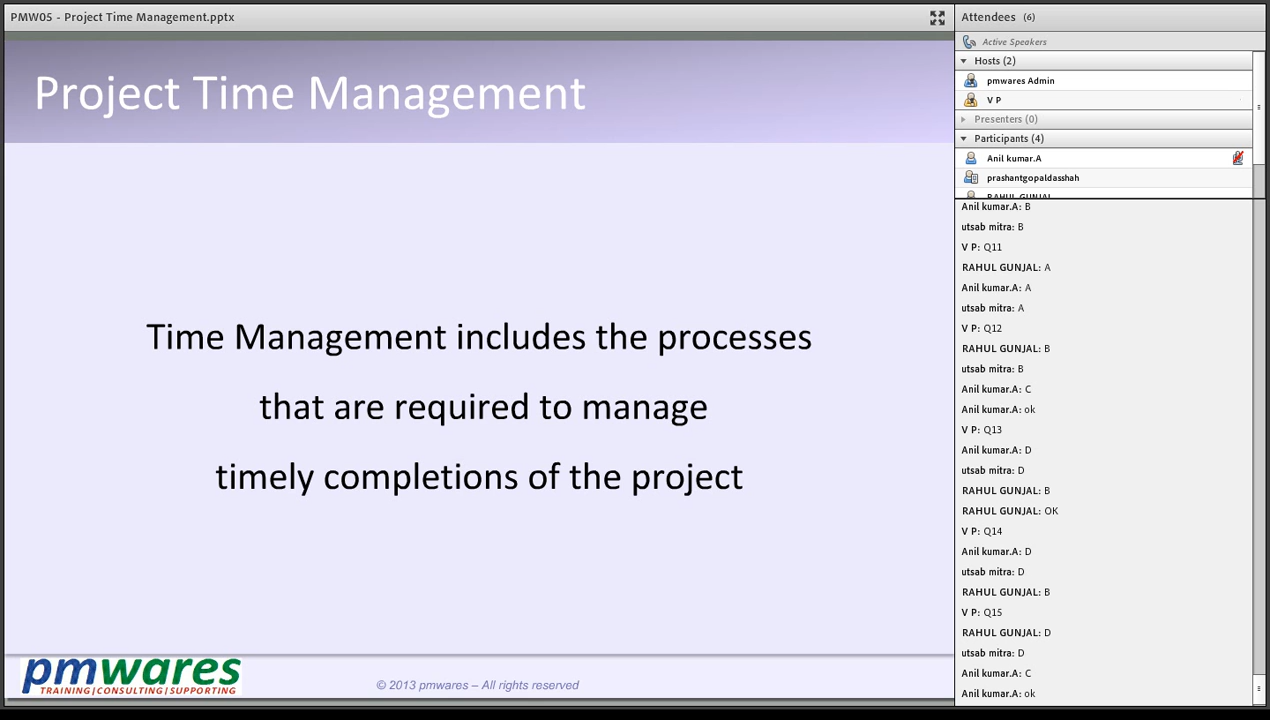 PMW05 - Project Time Management.pptx
Project Time Management
Time Management includes the processes
that are required to manage
timely completions of the project
pmwares
TRAINING|CONSULTING|SUPPORTING
© 2013 pmwares – All rights reserved
Attendees (6)
Active Speakers
Hosts (2)
pmwares Admin
V P
Presenters (0)
Participants (4)
Anil kumar.A
prashantgopaldasshah
RAHUL GUNJAL
Anil kumar.A: B
utsab mitra: B
V P: Q11
RAHUL GUNJAL: A
Anil kumar.A: A
utsab mitra: A
V P: Q12
RAHUL GUNJAL: B
utsab mitra: B
Anil kumar.A: C
Anil kumar.A: ok
V P: Q13
Anil kumar.A: D
utsab mitra: D
RAHUL GUNJAL: B
RAHUL GUNJAL: OK
V P: Q14
Anil kumar.A: D
utsab mitra: D
RAHUL GUNJAL: B
V P: Q15
RAHUL GUNJAL: D
utsab mitra: D
Anil kumar.A: C
Anil kumar.A: ok